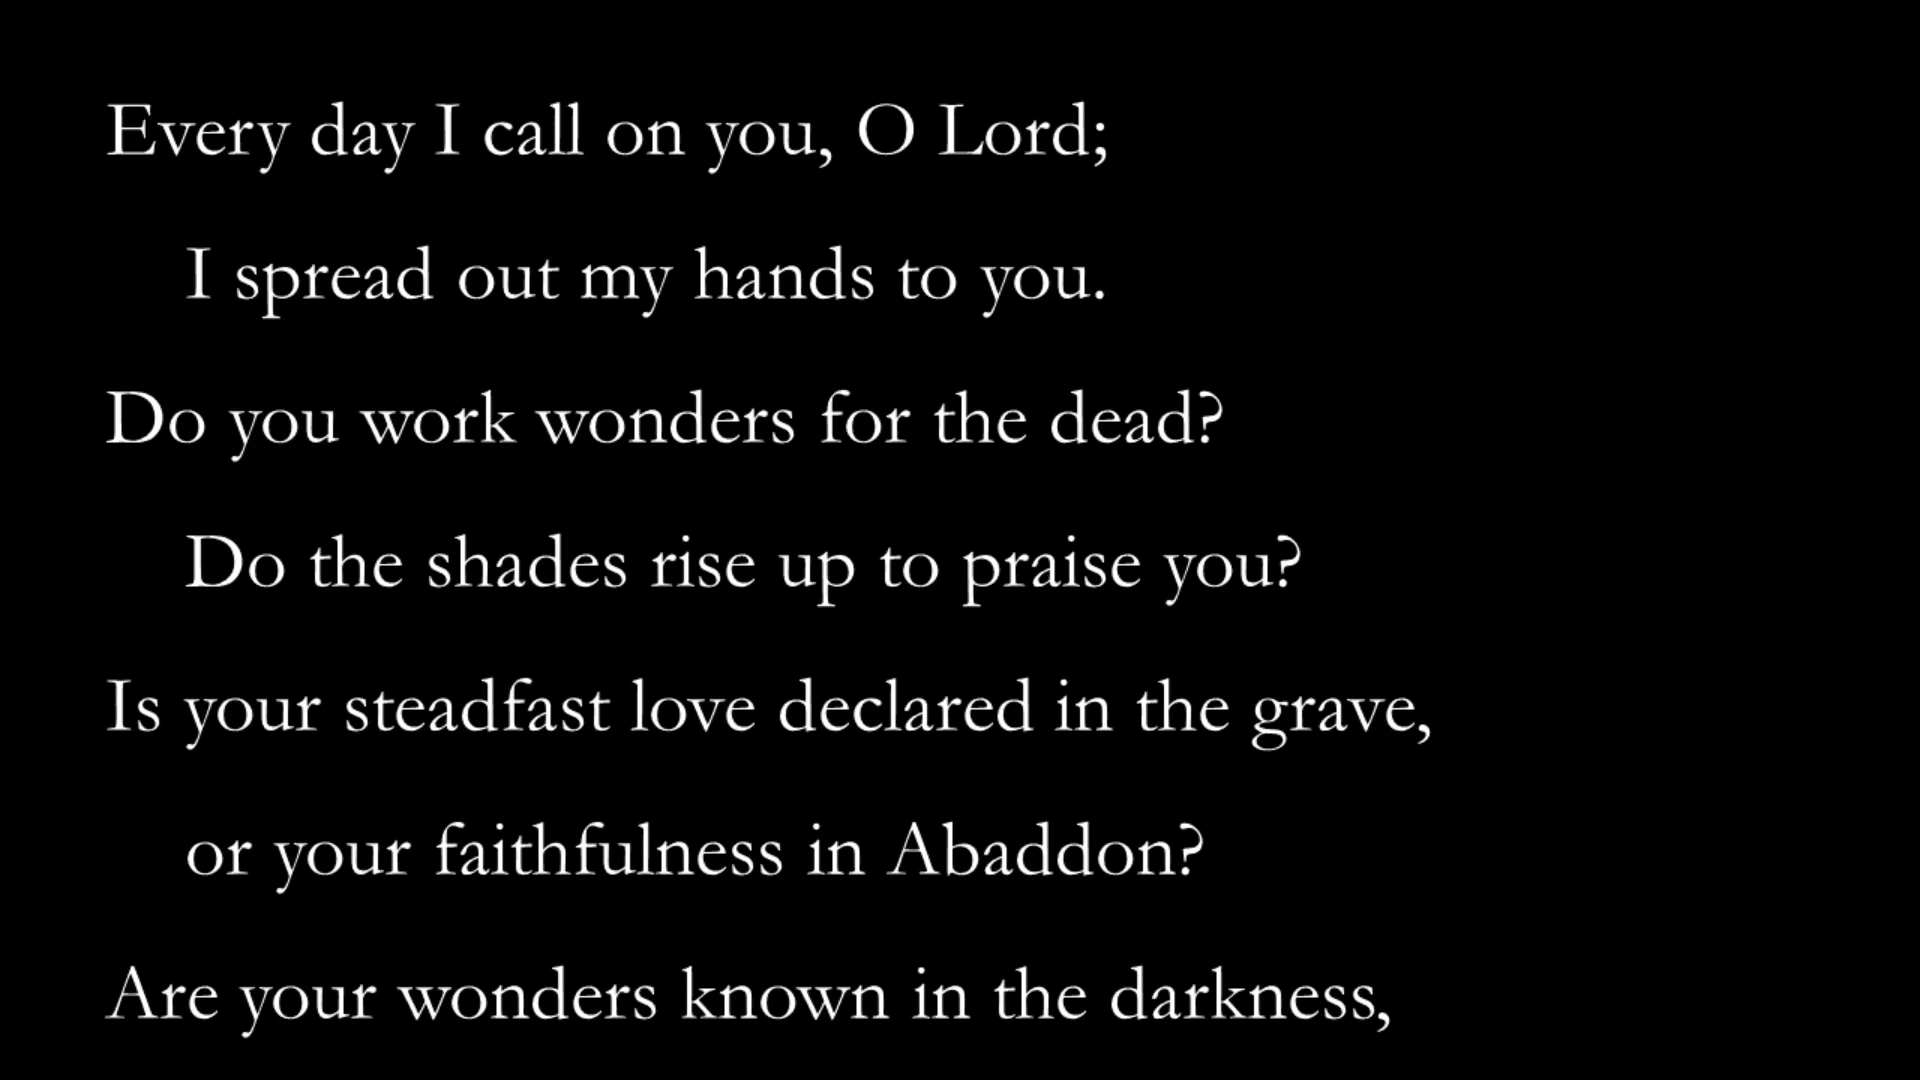 Every day I call on you, O Lord;
I spread out my hands to you.
Do you work wonders for the dead?
Do the shades rise up to praise you?
Is your steadfast love declared in the grave,
or your faithfulness in Abaddon?
Are your wonders known in the darkness,